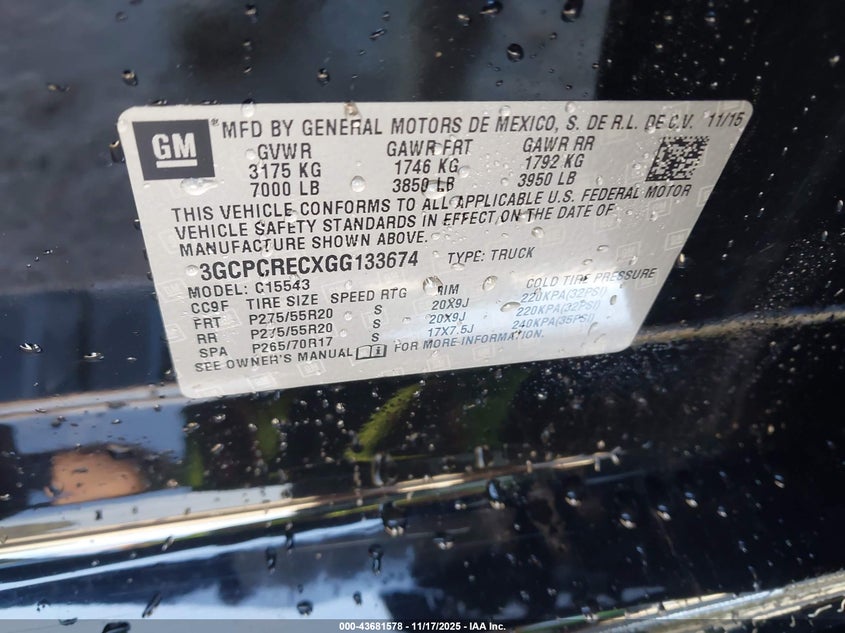 GM ® MFD BY GENERAL MOTORS DE MEXICO, S. DE R.L. DE C.V. 11/15
GVWR GAWR FRT GAWR RR
3175 KG 1746 KG 1792 KG
7000 LB 3850 LB 3950 LB
THIS VEHICLE CONFORMS TO ALL APPLICABLE U.S. FEDERAL MOTOR
VEHICLE SAFETY STANDARDS IN EFFECT ON THE DATE OF
MANUFACTURE SHOWN ABOVE.
3GCPCRECXGG133674 TYPE: TRUCK
MODEL: C15543
CC9F TIRE SIZE SPEED RTG RIM COLD TIRE PRESSURE
FRT P275/55R20 S 20X9J 220KPA(32PSI)
RR P275/55R20 S 20X9J 220KPA(32PSI)
SPA P265/70R17 S 17X7.5J 240KPA(35PSI)
SEE OWNER'S MANUAL FOR MORE INFORMATION.
000-43681578 - 11/17/2025 - IAA Inc.